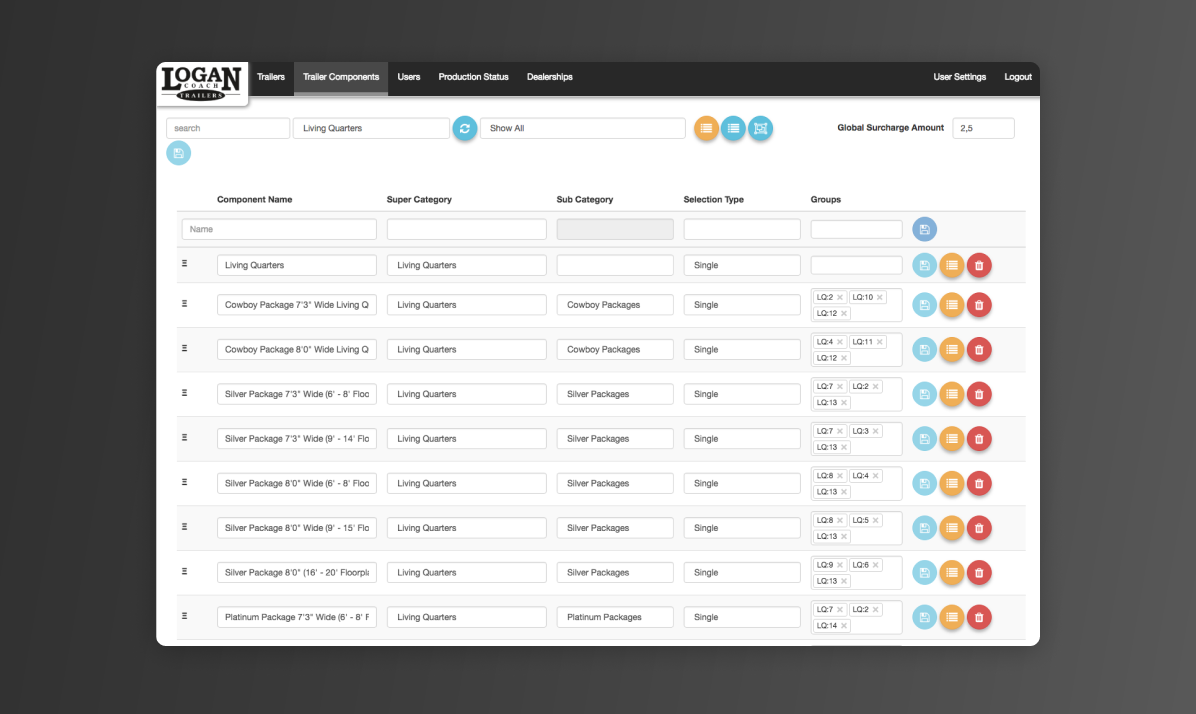 LOGAN
COACH
TRAILERS
Trailers Trailer Components Users Production Status Dealerships User Settings Logout
search Living Quarters Show All Global Surcharge Amount 2,5
Component Name Super Category Sub Category Selection Type Groups
Name
Living Quarters Living Quarters Single
Cowboy Package 7'3" Wide Living Q Living Quarters Cowboy Packages Single LQ:2 × LQ:10 ×
LQ:12 ×
Cowboy Package 8'0" Wide Living Q Living Quarters Cowboy Packages Single LQ:4 × LQ:11 ×
LQ:12 ×
Silver Package 7'3" Wide (6' - 8' Floo Living Quarters Silver Packages Single LQ:7 × LQ:2 ×
LQ:13 ×
Silver Package 7'3" Wide (9' - 14' Flo Living Quarters Silver Packages Single LQ:7 × LQ:3 ×
LQ:13 ×
Silver Package 8'0" Wide (6' - 8' Floo Living Quarters Silver Packages Single LQ:8 × LQ:4 ×
LQ:13 ×
Silver Package 8'0" Wide (9' - 15' Flo Living Quarters Silver Packages Single LQ:8 × LQ:5 ×
LQ:13 ×
Silver Package 8'0" (16' - 20' Floorpla Living Quarters Silver Packages Single LQ:9 × LQ:6 ×
LQ:13 ×
Platinum Package 7'3" Wide (6' - 8' F Living Quarters Platinum Packages Single LQ:7 × LQ:2 ×
LQ:14 ×